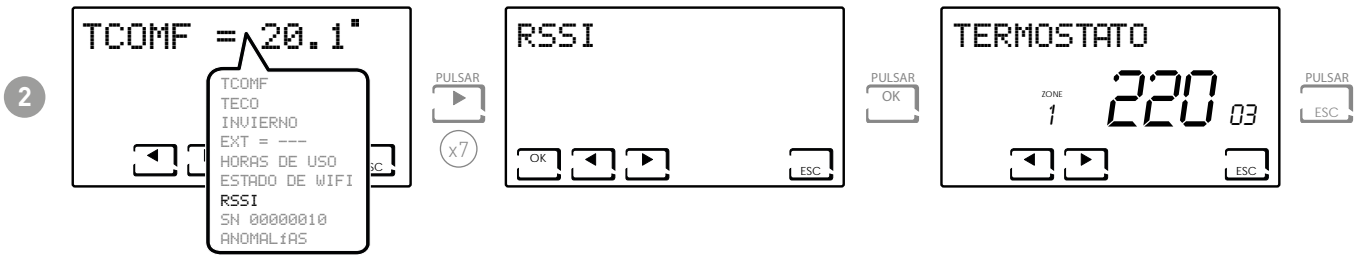 2
TCOMF = 20.1"
TCOMF
TECO
INVIERNO
EXT = ---
HORAS DE USO
ESTADO DE WIFI
RSSI
SN 00000010
ANOMALíAS
PULSAR
x7
RSSI
OK
ESC
PULSAR
OK
TERMOSTATO
ZONE
1
220
03
ESC
PULSAR
ESC